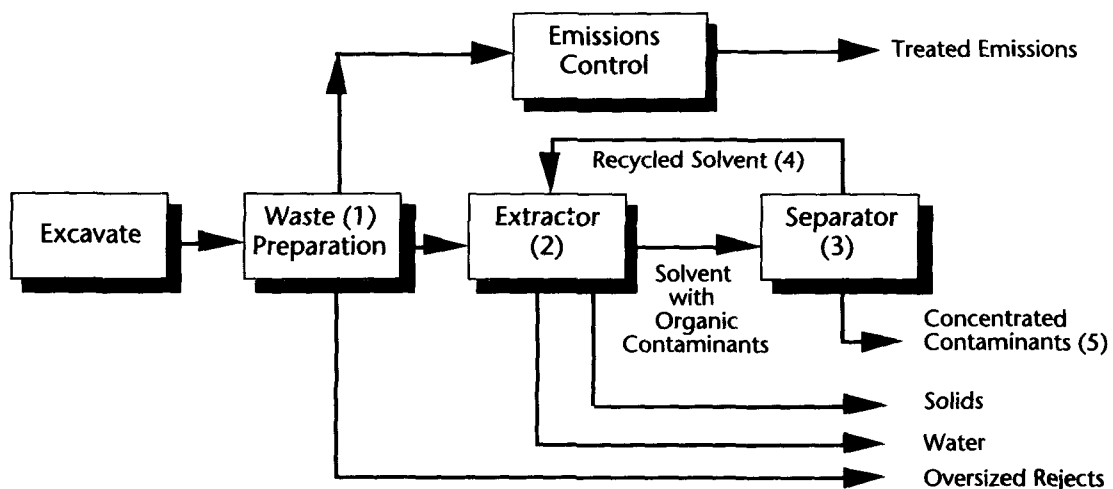 Emissions
Control
Treated Emissions
Recycled Solvent (4)
Excavate
Waste (1)
Preparation
Extractor
(2)
Separator
(3)
Solvent
with
Organic
Contaminants
Concentrated
Contaminants (5)
Solids
Water
Oversized Rejects